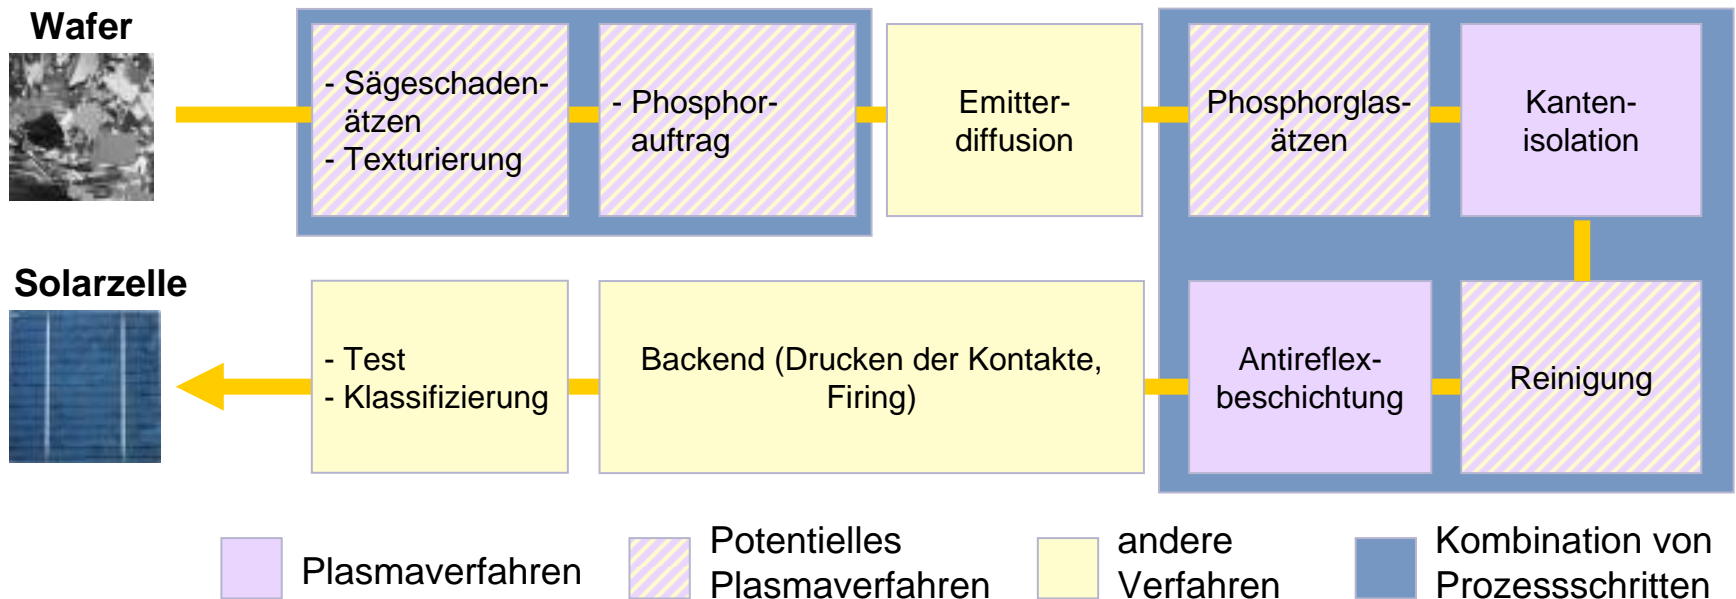 Wafer
- Sägeschaden-
ätzen
- Texturierung
- Phosphor-
auftrag
Emitter-
diffusion
Phosphorglas-
ätzen
Kanten-
isolation
Solarzelle
- Test
- Klassifizierung
Backend (Drucken der Kontakte,
Firing)
Antireflex-
beschichtung
Reinigung
Plasmaverfahren
Potentielles
Plasmaverfahren
andere
Verfahren
Kombination von
Prozessschritten